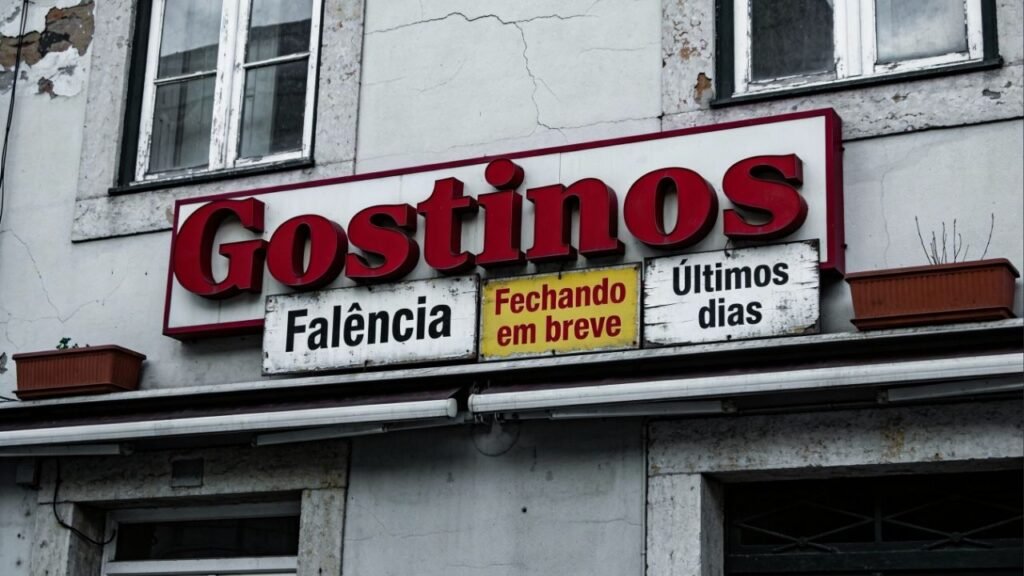 Gostinos
Falência
Fechando
em breve
Últimos
dias